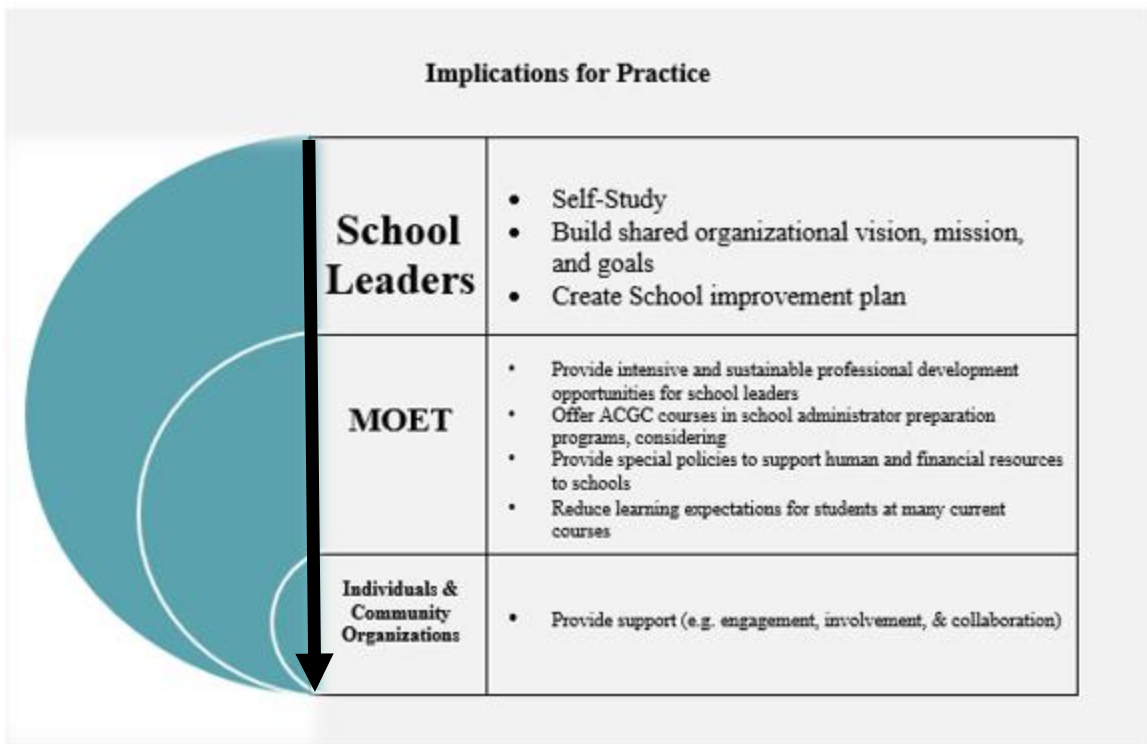 Implications for Practice
School
Leaders
• Self-Study
• Build shared organizational vision, mission,
and goals
• Create School improvement plan
MOET
• Provide intensive and sustainable professional development
opportunities for school leaders
• Offer ACGC courses in school administrator preparation
programs, considering
• Provide special policies to support human and financial resources
to schools
• Reduce learning expectations for students at many current
courses
Individuals &
Community
Organizations
• Provide support (e.g. engagement, involvement, & collaboration)